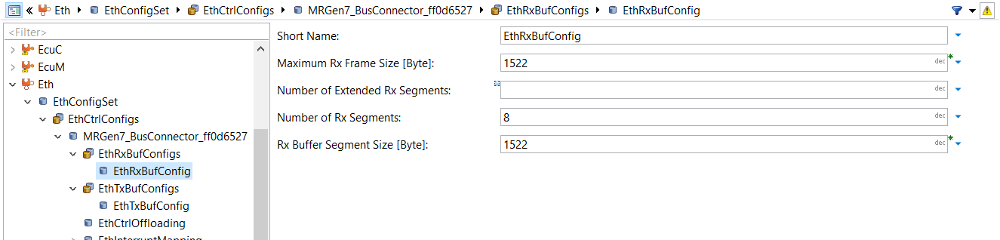 « Eth EthConfigSet EthCtrlConfigs MRGen7_BusConnector_ff0d6527 EthRxBufConfigs EthRxBufConfig
<Filter>
EcuC
EcuM
Eth
EthConfigSet
EthCtrlConfigs
MRGen7_BusConnector_ff0d6527
EthRxBufConfigs
EthRxBufConfig
EthTxBufConfigs
EthTxBufConfig
EthCtrlOffloading
EthInterruptMapping
Short Name: EthRxBufConfig
Maximum Rx Frame Size [Byte]: 1522 dec *
Number of Extended Rx Segments: dec
Number of Rx Segments: 8 dec
Rx Buffer Segment Size [Byte]: 1522 dec *